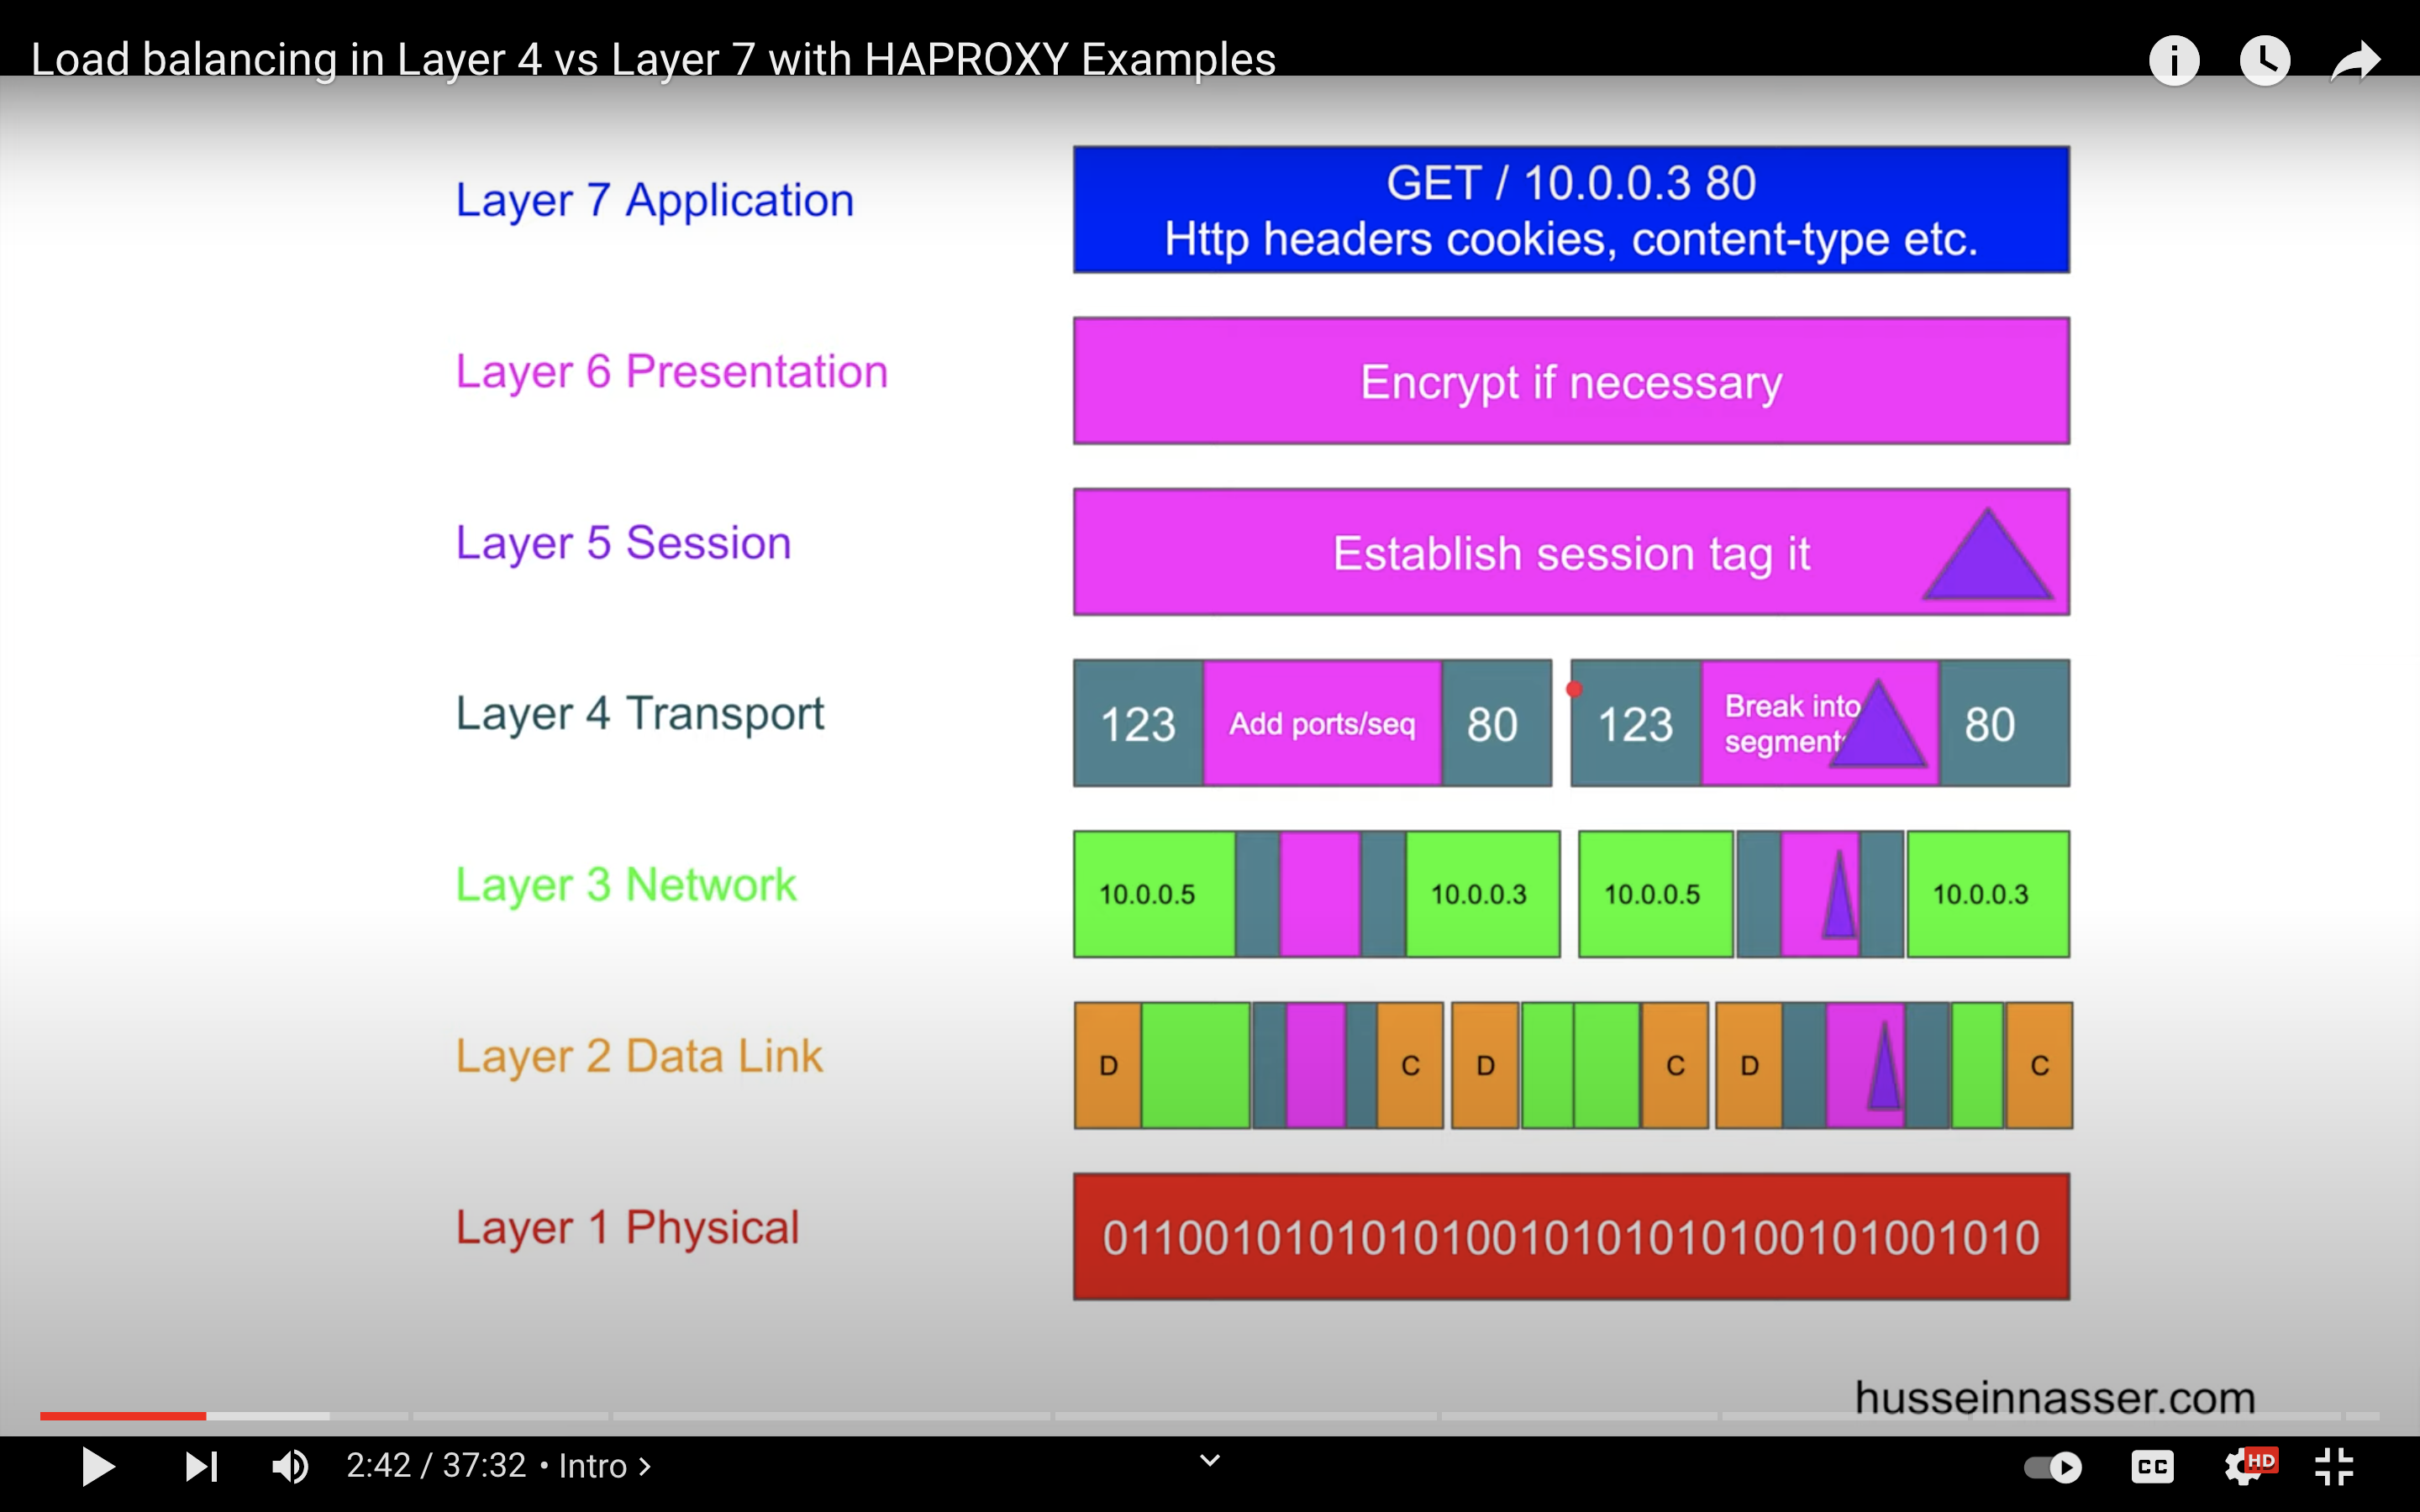 Load balancing in Layer 4 vs Layer 7 with HAPROXY Examples
Layer 7 Application
GET / 10.0.0.3 80
Http headers cookies, content-type etc.
Layer 6 Presentation
Encrypt if necessary
Layer 5 Session
Establish session tag it
Layer 4 Transport
123 Add ports/seq 80 123 Break into 80
segments
Layer 3 Network
10.0.0.5 10.0.0.3 10.0.0.5 10.0.0.3
Layer 2 Data Link
D C D C D C
Layer 1 Physical
011001010101010010101010100101001010
husseinnasser.com
2:42 / 37:32 • Intro >
CC
HD